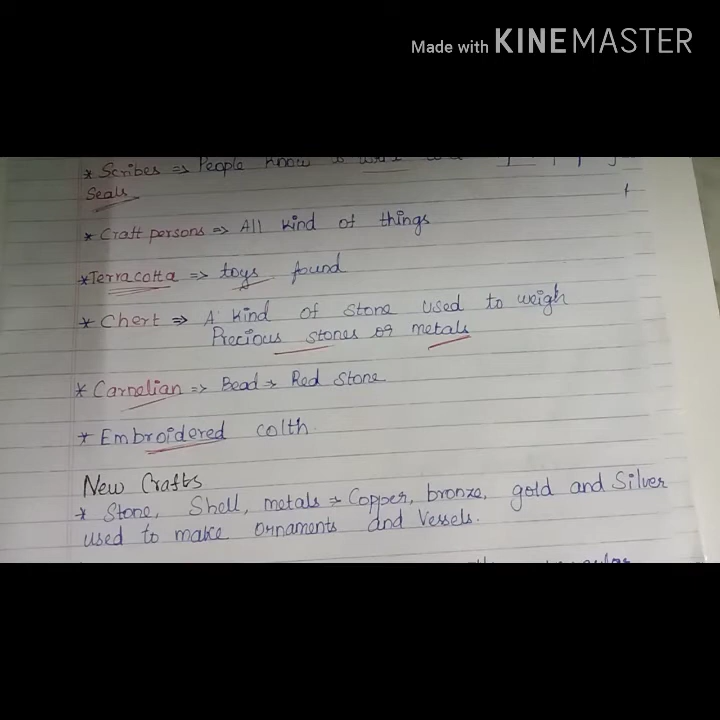 Made with KINEMASTER
* Scribes => People know
Seals
* Craft persons => All kind of things
* Terracotta => toys found
* Chert => A kind of stone used to weigh
Precious stones or metals
* Carnelian => Bead => Red stone
* Embroidered colth.
New Crafts
* Stone, Shell, metals => Copper, bronze, gold and Silver
used to make ornaments and Vessels.